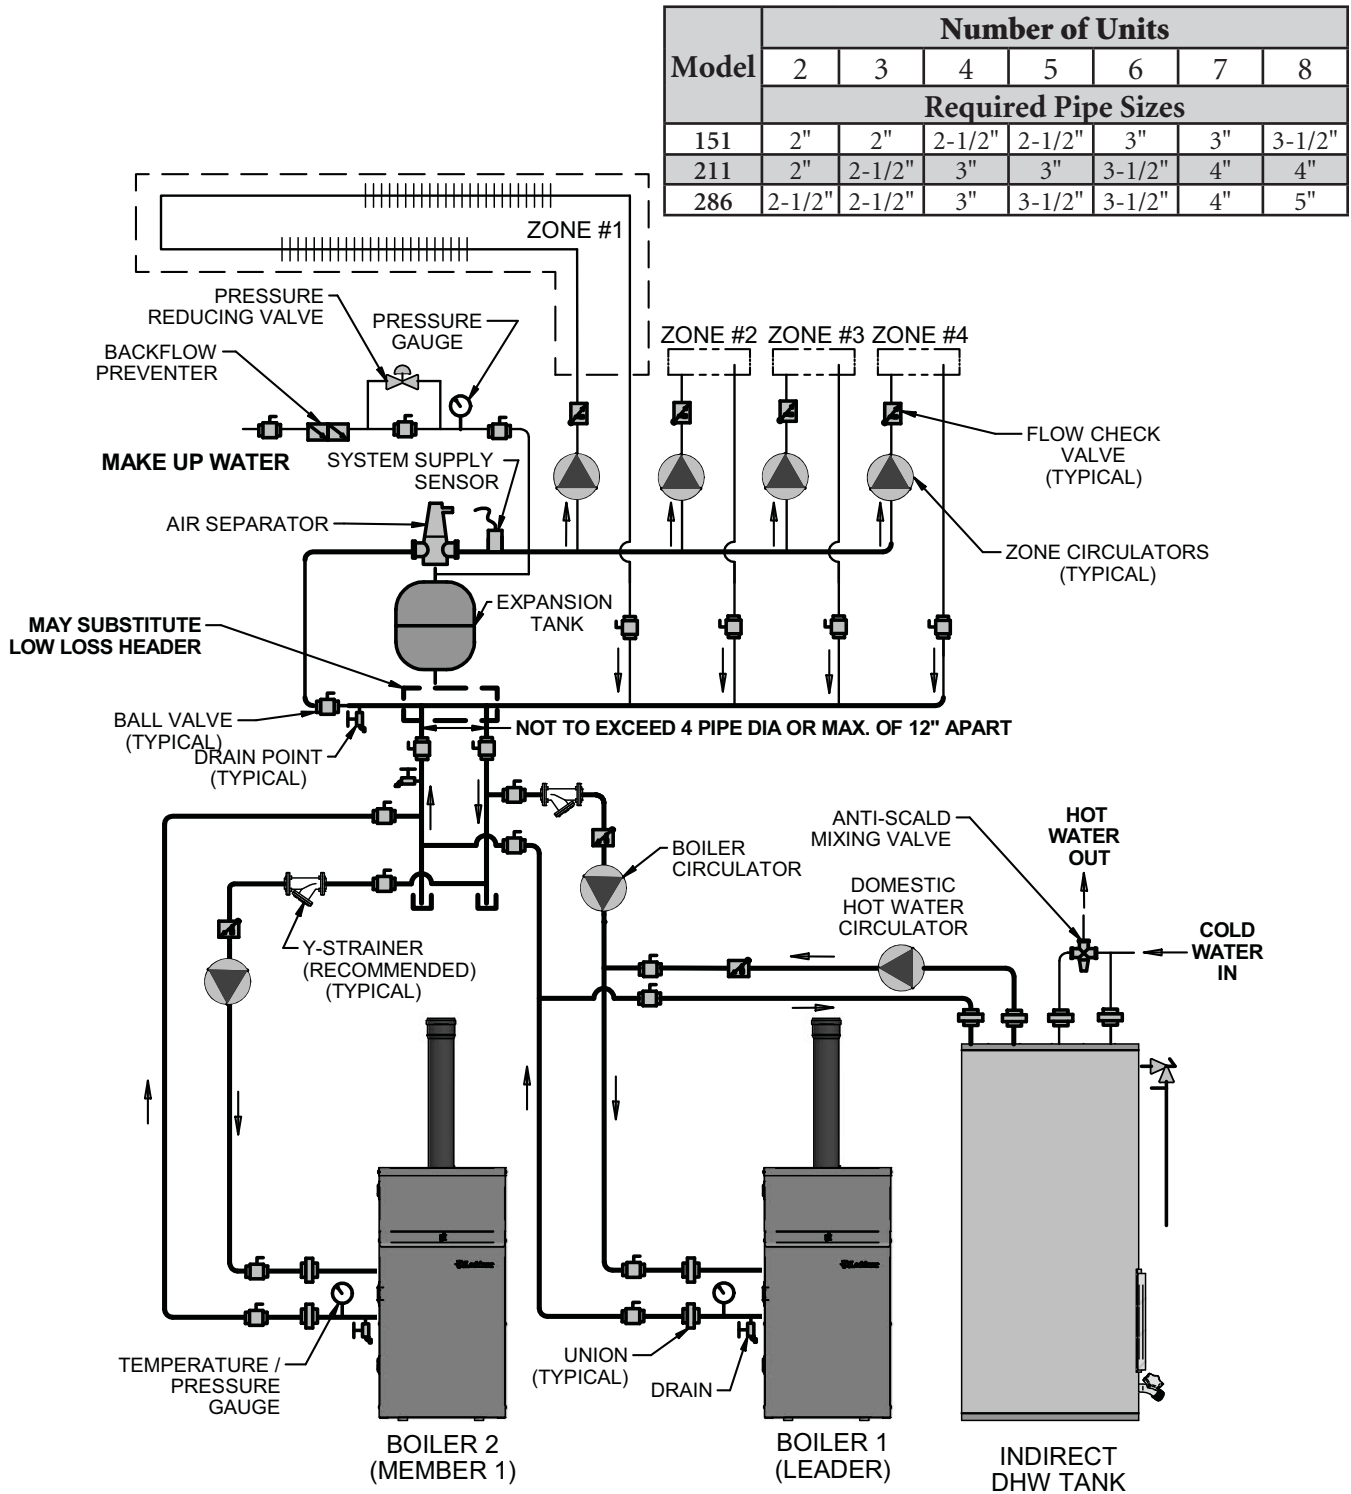 Number of Units
Model 2 3 4 5 6 7 8
Required Pipe Sizes
151 2" 2" 2-1/2" 2-1/2" 3" 3" 3-1/2"
211 2" 2-1/2" 3" 3" 3-1/2" 4" 4"
286 2-1/2" 2-1/2" 3" 3-1/2" 3-1/2" 4" 5"
ZONE #1
PRESSURE
REDUCING VALVE
PRESSURE
GAUGE
ZONE #2
ZONE #3
ZONE #4
BACKFLOW
PREVENTER
MAKE UP WATER
SYSTEM SUPPLY
SENSOR
FLOW CHECK
VALVE
(TYPICAL)
AIR SEPARATOR
ZONE CIRCULATORS
(TYPICAL)
EXPANSION
TANK
MAY SUBSTITUTE
LOW LOSS HEADER
BALL VALVE
(TYPICAL)
DRAIN POINT
(TYPICAL)
NOT TO EXCEED 4 PIPE DIA OR MAX. OF 12" APART
BOILER
CIRCULATOR
ANTI-SCALD
MIXING VALVE
HOT
WATER
OUT
DOMESTIC
HOT WATER
CIRCULATOR
COLD
WATER
IN
Y-STRAINER
(RECOMMENDED)
(TYPICAL)
TEMPERATURE /
PRESSURE
GAUGE
UNION
(TYPICAL)
DRAIN
BOILER 2
(MEMBER 1)
BOILER 1
(LEADER)
INDIRECT
DHW TANK